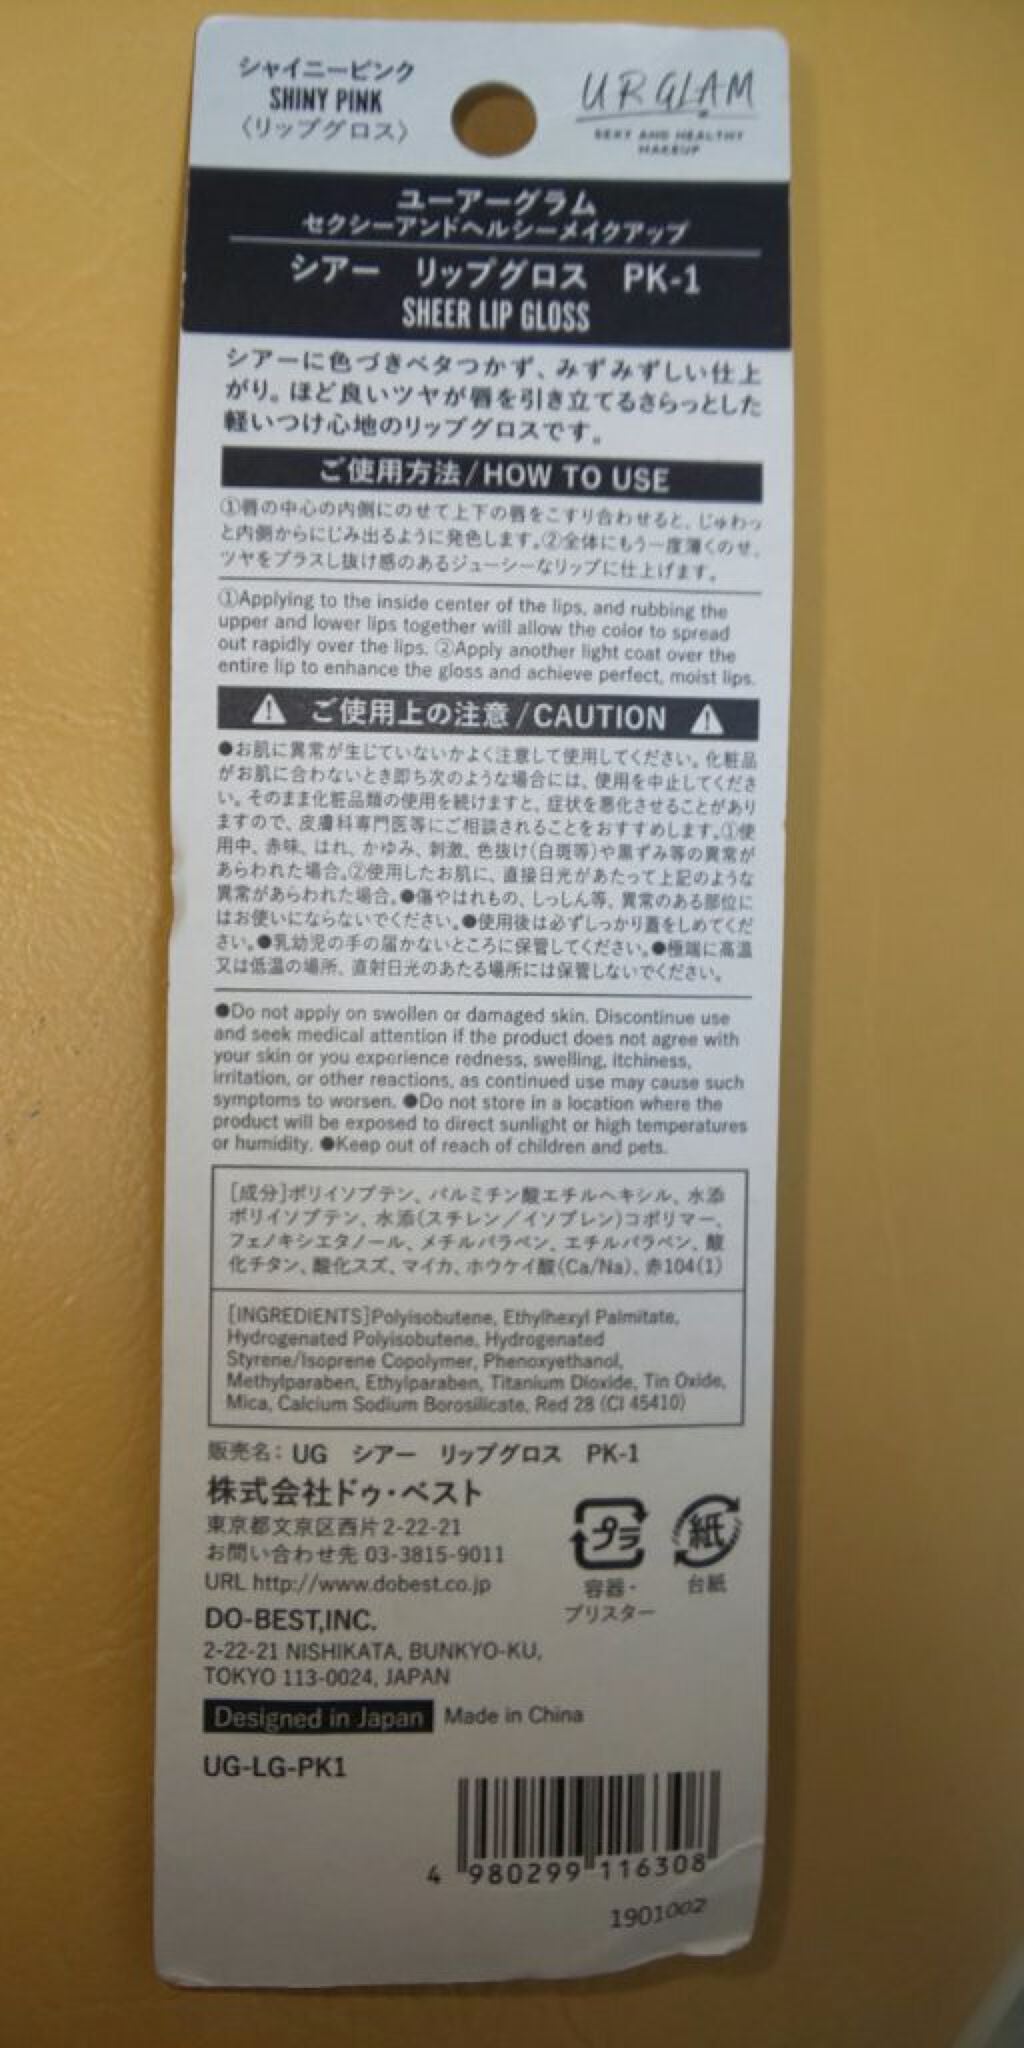 シャイニーピンク
SHINY PINK
〈リップグロス〉
URGLAM
SEXY AND HEALTHY
MAKEUP
ユーアーグラム
セクシーアンドヘルシーメイクアップ
シアー リップグロス PK-1
SHEER LIP GLOSS
シアーに色づきベタつかず、みずみずしい仕上
がり。ほど良いツヤが唇を引き立てるさらっとした
軽いつけ心地のリップグロスです。
ご使用方法/HOW TO USE
①唇の中心の内側にのせて上下の唇をこすり合わせると、じゅわっ
と内側からにじみ出るように発色します。②全体にもう一度薄くのせ、
ツヤをプラスし抜け感のあるジューシーなリップに仕上げます。
①Applying to the inside center of the lips, and rubbing the
upper and lower lips together will allow the color to spread
out rapidly over the lips. ②Apply another light coat over the
entire lip to enhance the gloss and achieve perfect, moist lips.
ご使用上の注意/CAUTION
●お肌に異常が生じていないかよく注意して使用してください。化粧品
がお肌に合わないとき即ち次のような場合には、使用を中止してくださ
い。そのまま化粧品類の使用を続けますと、症状を悪化させることがあり
ますので、皮膚科専門医等にご相談されることをおすすめします。①使
用中、赤味、はれ、かゆみ、刺激、色抜け(白斑等)や黒ずみ等の異常が
あらわれた場合。②使用したお肌に、直接日光があたって上記のような
異常があらわれた場合。●傷やはれもの、しっしん等、異常のある部位に
はお使いにならないでください。●使用後は必ずしっかり蓋をしめてくだ
さい。●乳幼児の手の届かないところに保管してください。●極端に高温
又は低温の場所、直射日光のあたる場所には保管しないでください。
●Do not apply on swollen or damaged skin. Discontinue use
and seek medical attention if the product does not agree with
your skin or you experience redness, swelling, itchiness,
irritation, or other reactions, as continued use may cause such
symptoms to worsen. ●Do not store in a location where the
product will be exposed to direct sunlight or high temperatures
or humidity. ●Keep out of reach of children and pets.
[成分]ポリイソブテン、パルミチン酸エチルヘキシル、水添
ポリイソブテン、水添(スチレン／イソプレン)コポリマー、
フェノキシエタノール、メチルパラベン、エチルパラベン、酸
化チタン、酸化スズ、マイカ、ホウケイ酸(Ca/Na)、赤104(1)
[INGREDIENTS]Polyisobutene, Ethylhexyl Palmitate,
Hydrogenated Polyisobutene, Hydrogenated
Styrene/Isoprene Copolymer, Phenoxyethanol,
Methylparaben, Ethylparaben, Titanium Dioxide, Tin Oxide,
Mica, Calcium Sodium Borosilicate, Red 28 (CI 45410)
販売名: UG シアー リップグロス PK-1
株式会社ドゥ・ベスト
東京都文京区西片2-22-21
お問い合わせ先 03-3815-9011
URL http://www.dobest.co.jp
プラ
容器・
ブリスター
紙
台紙
DO-BEST,INC.
2-22-21 NISHIKATA, BUNKYO-KU,
TOKYO 113-0024, JAPAN
Designed in Japan Made in China
UG-LG-PK1
4 980299 116308
1901002